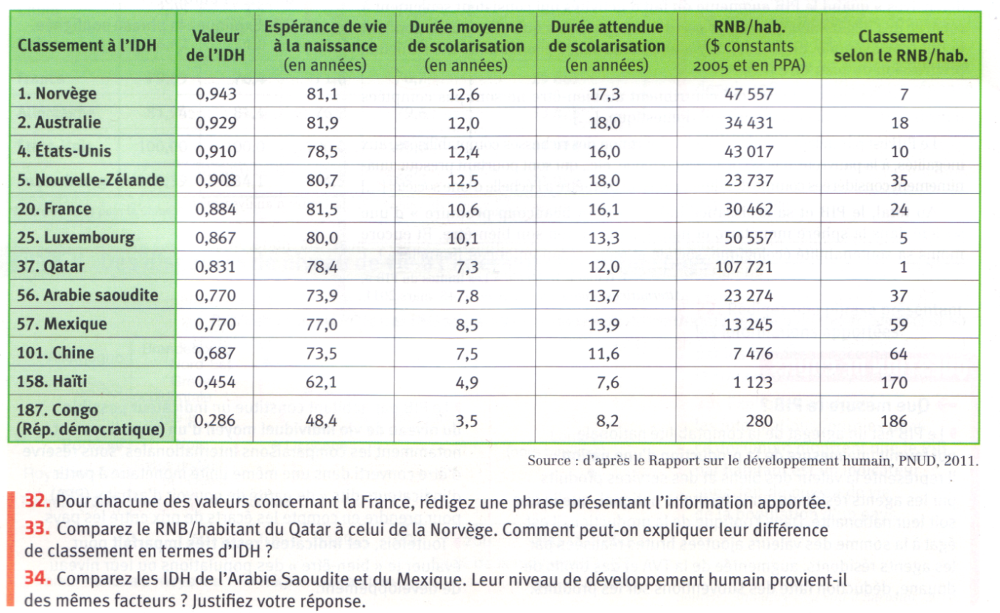 Classement à l'IDH Valeur de l'IDH Espérance de vie à la naissance (en années) Durée moyenne de scolarisation (en années) Durée attendue de scolarisation (en années) RNB/hab. ($ constants 2005 et en PPA) Classement selon le RNB/hab.
1. Norvège 0,943 81,1 12,6 17,3 47 557 7
2. Australie 0,929 81,9 12,0 18,0 34 431 18
4. États-Unis 0,910 78,5 12,4 16,0 43 017 10
5. Nouvelle-Zélande 0,908 80,7 12,5 18,0 23 737 35
20. France 0,884 81,5 10,6 16,1 30 462 24
25. Luxembourg 0,867 80,0 10,1 13,3 50 557 5
37. Qatar 0,831 78,4 7,3 12,0 107 721 1
56. Arabie saoudite 0,770 73,9 7,8 13,7 23 274 37
57. Mexique 0,770 77,0 8,5 13,9 13 245 59
101. Chine 0,687 73,5 7,5 11,6 7 476 64
158. Haïti 0,454 62,1 4,9 7,6 1 123 170
187. Congo
(Rép. démocratique) 0,286 48,4 3,5 8,2 280 186
Source : d'après le Rapport sur le développement humain, PNUD, 2011.
32. Pour chacune des valeurs concernant la France, rédigez une phrase présentant l'information apportée.
33. Comparez le RNB/habitant du Qatar à celui de la Norvège. Comment peut-on expliquer leur différence
de classement en termes d'IDH ?
34. Comparez les IDH de l'Arabie Saoudite et du Mexique. Leur niveau de développement humain provient-il
des mêmes facteurs ? Justifiez votre réponse.